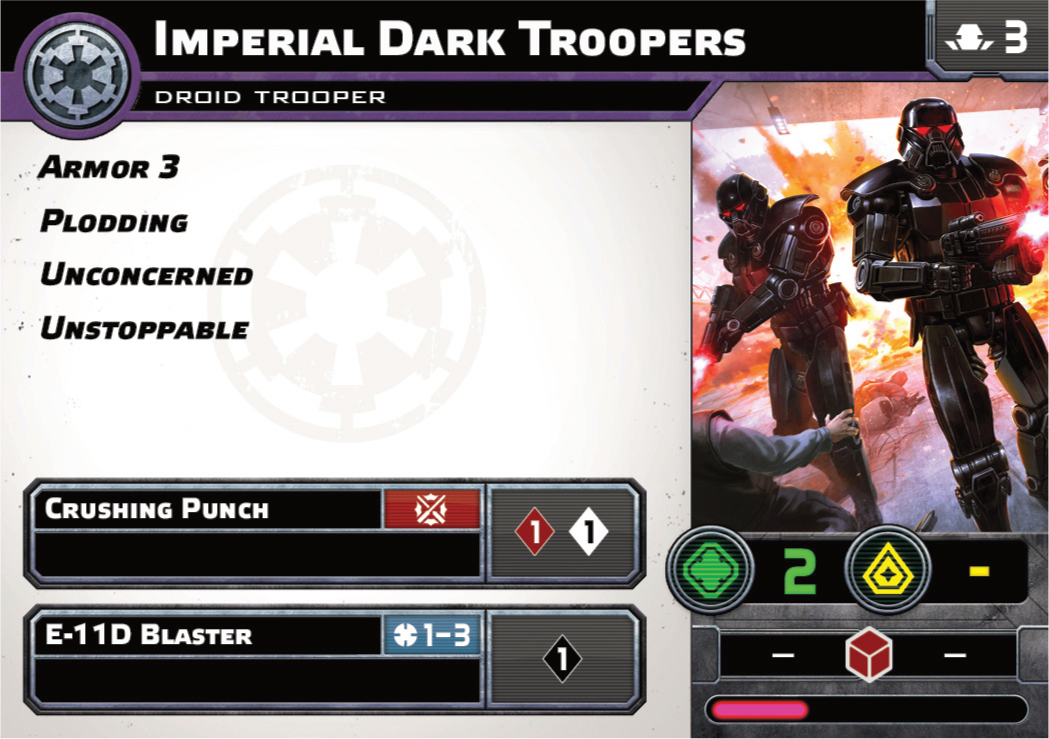 IMPERIAL DARK TROOPERS
3
DROID TROOPER
ARMOR 3
PLODDING
UNCONCERNED
UNSTOPPABLE
CRUSHING PUNCH
1 1
E-11D BLASTER 1-3
1
2 -
- -